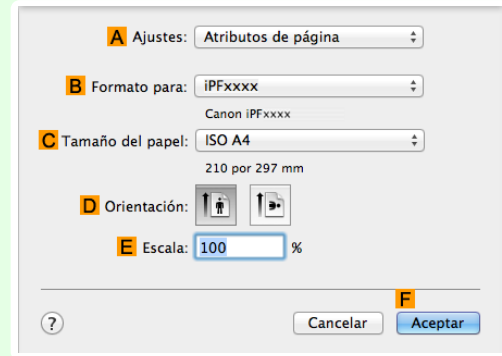 A Ajustes: Atributos de página
B Formato para: iPFxxxx
Canon iPFxxxx
C Tamaño del papel: ISO A4
210 por 297 mm
D Orientación:
E Escala: 100 %
F
? Cancelar Aceptar